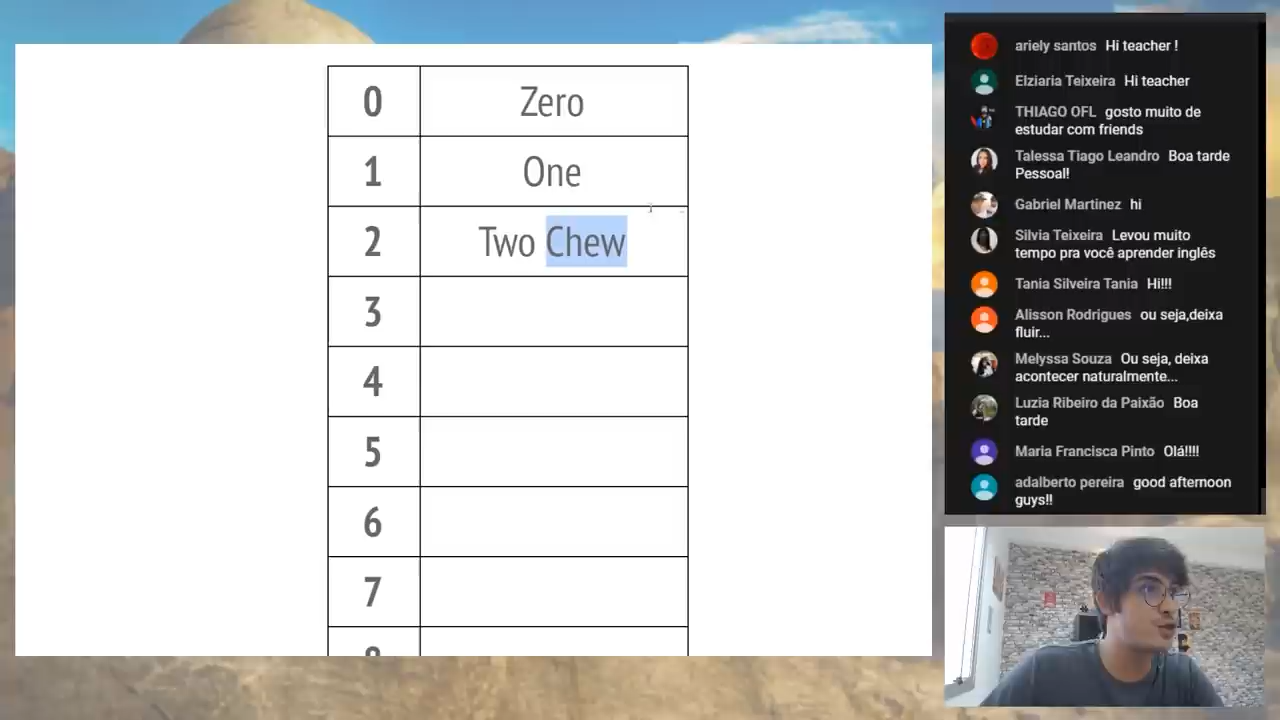 0 Zero
1 One
2 Two Chew
3
4
5
6
7
ariely santos Hi teacher !
Elziaria Teixeira Hi teacher
THIAGO OFL gosto muito de
estudar com friends
Talessa Tiago Leandro Boa tarde
Pessoal!
Gabriel Martinez hi
Silvia Teixeira Levou muito
tempo pra você aprender inglês
Tania Silveira Tania Hi!!!
Alisson Rodrigues ou seja,deixa
fluir...
Melyssa Souza Ou seja, deixa
acontecer naturalmente...
Luzia Ribeiro da Paixão Boa
tarde
Maria Francisca Pinto Olá!!!!
adalberto pereira good afternoon
guys!!